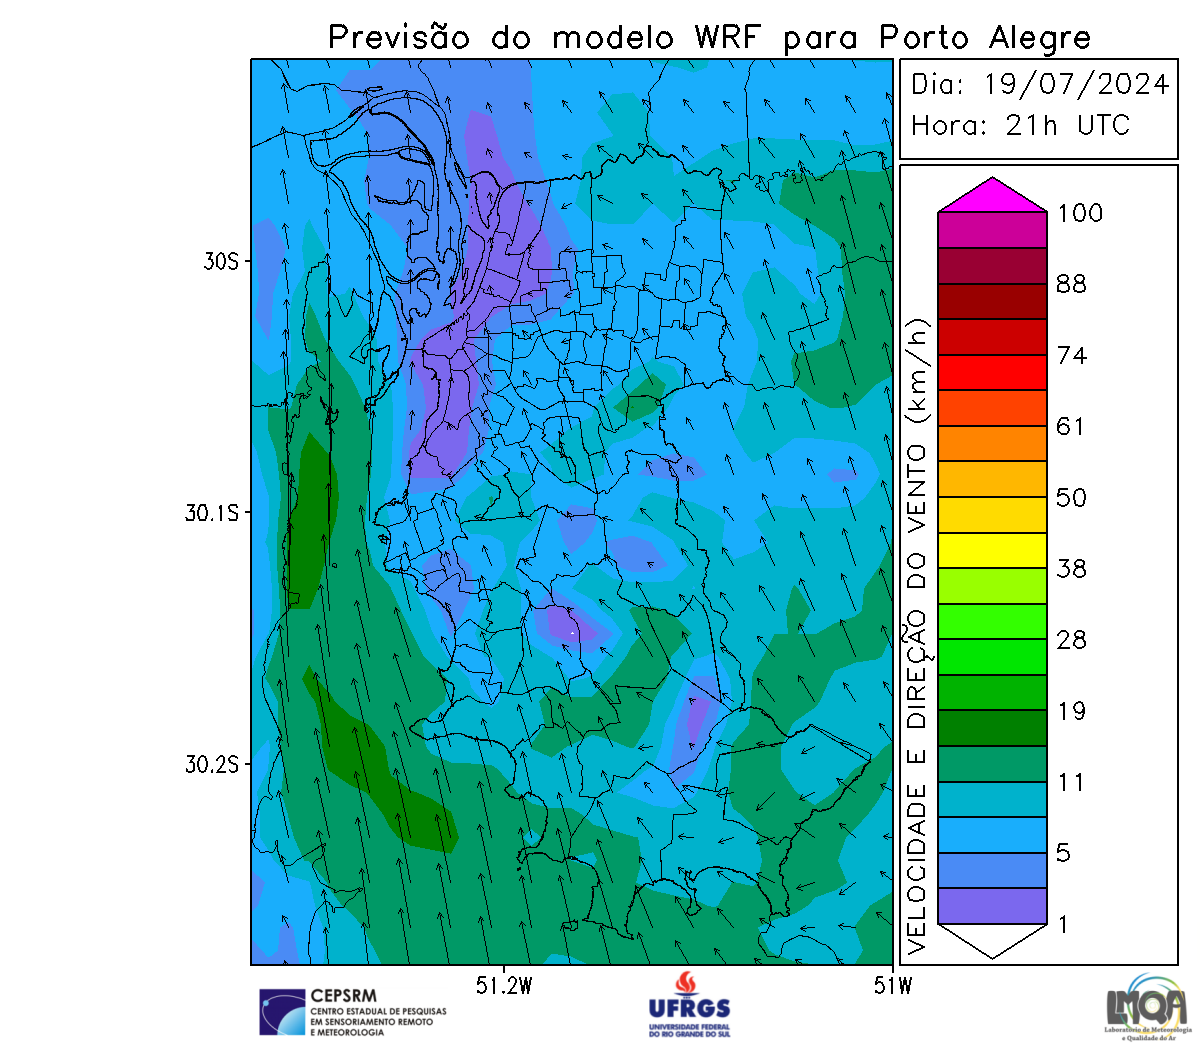 Previsão do modelo WRF para Porto Alegre
Dia: 19/07/2024
Hora: 21h UTC
100
88
74
61
50
38
28
19
11
5
1
VELOCIDADE E DIREÇÃO DO VENTO (km/h)
30S
30.1S
30.2S
51.2W
51W
CEPSRM
CENTRO ESTADUAL DE PESQUISAS
EM SENSORIAMENTO REMOTO
E METEOROLOGIA
UFRGS
UNIVERSIDADE FEDERAL
DO RIO GRANDE DO SUL
LMQA
Laboratório de Meteorologia
e Qualidade do Ar